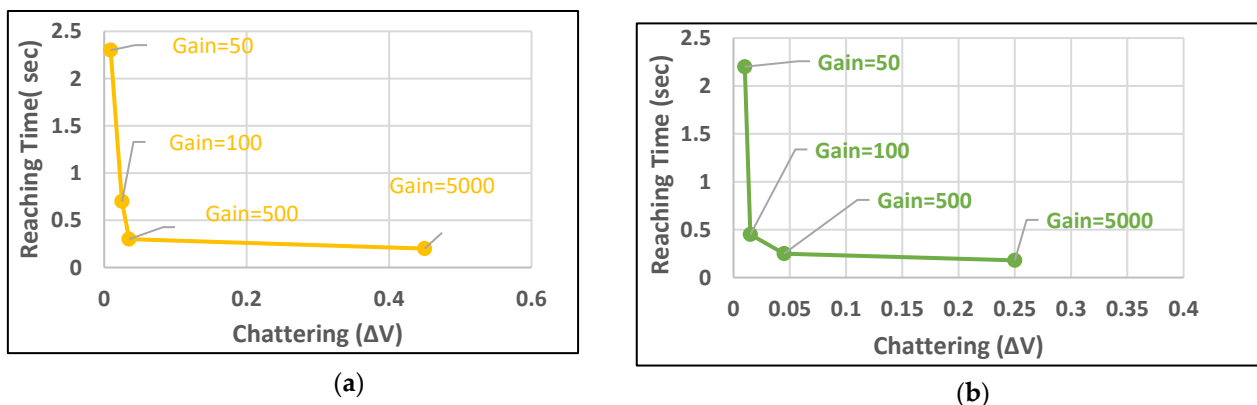 2.5
2
1.5
1
0.5
0
Reaching Time( sec)
Gain=50
Gain=100
Gain=500
Gain=5000
0 0.2 0.4 0.6
Chattering (ΔV)
(a)
2.5
2
1.5
1
0.5
0
Reaching Time (sec)
Gain=50
Gain=100
Gain=500
Gain=5000
0 0.05 0.1 0.15 0.2 0.25 0.3 0.35 0.4
Chattering (ΔV)
(b)